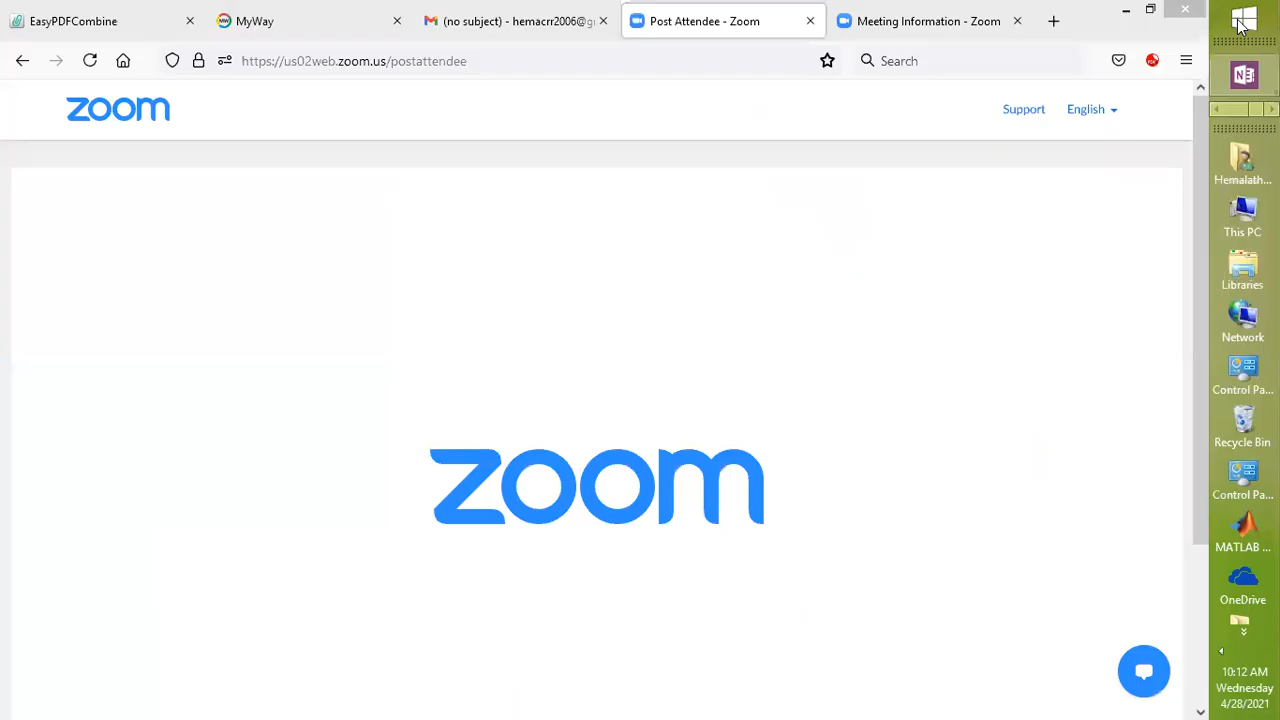 EasyPDFCombine
MyWay
(no subject) - hemacrr2006@g
Post Attendee - Zoom
Meeting Information - Zoom
https://us02web.zoom.us/postattendee
Search
zoom
Support
English
zoom
N
Hemalath...
This PC
Libraries
Network
Control Pa...
Recycle Bin
Control Pa...
MATLAB ...
OneDrive
10:12 AM
Wednesday
4/28/2021